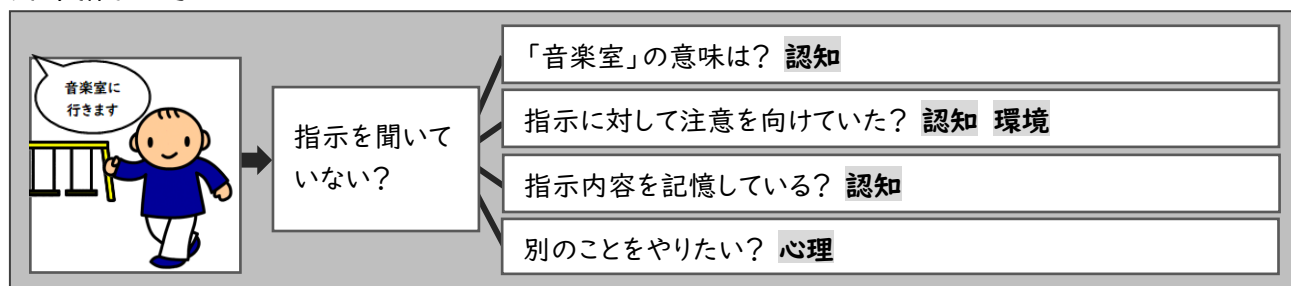 音楽室に
行きます
指示を聞いて
いない？
「音楽室」の意味は？ 認知
指示に対して注意を向けていた？ 認知 環境
指示内容を記憶している？ 認知
別のことをやりたい？ 心理